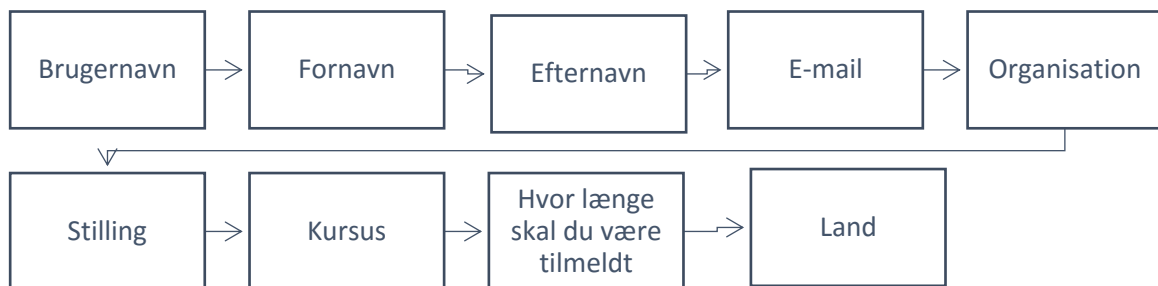 Brugernavn
Fornavn
Efternavn
E-mail
Organisation
Stilling
Kursus
Hvor længe
skal du være
tilmeldt
Land